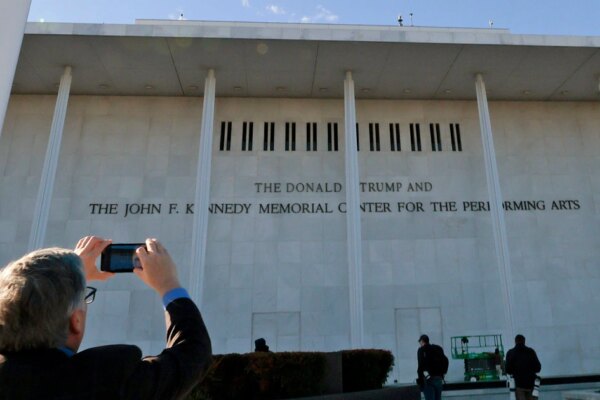 THE DONALD TRUMP AND
THE JOHN F. KENNEDY MEMORIAL CENTER FOR THE PERFORMING ARTS